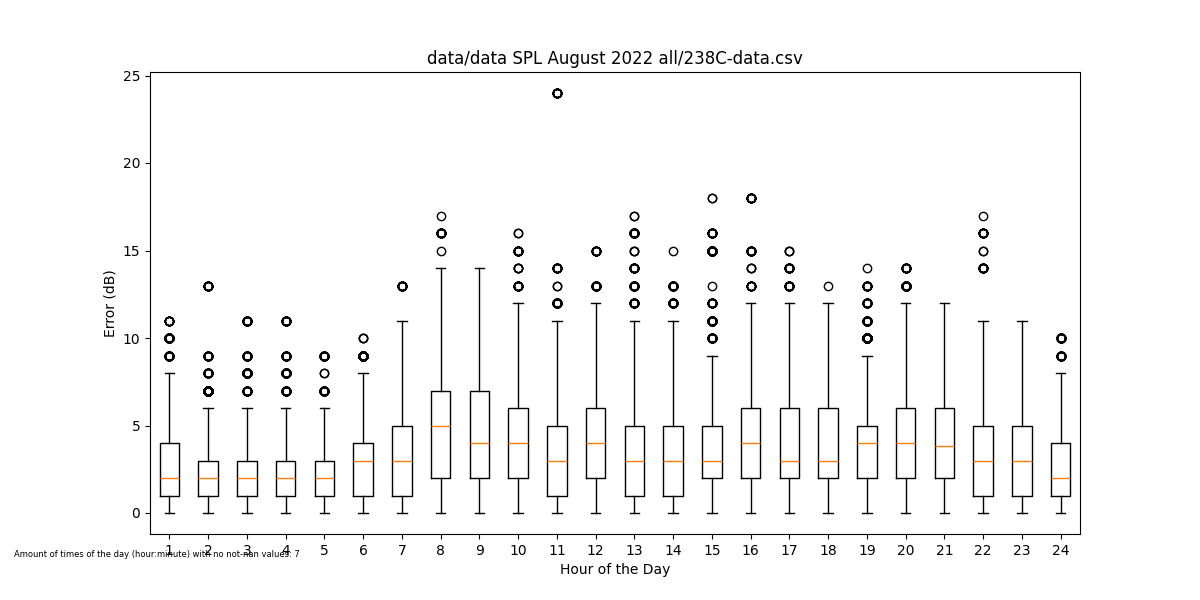 data/data SPL August 2022 all/238C-data.csv
25
20
15
10
5
0
Error (dB)
1 2 3 4 5 6 7 8 9 10 11 12 13 14 15 16 17 18 19 20 21 22 23 24
Amount of times of the day (hour:minute) with no not-nan values: 7
Hour of the Day